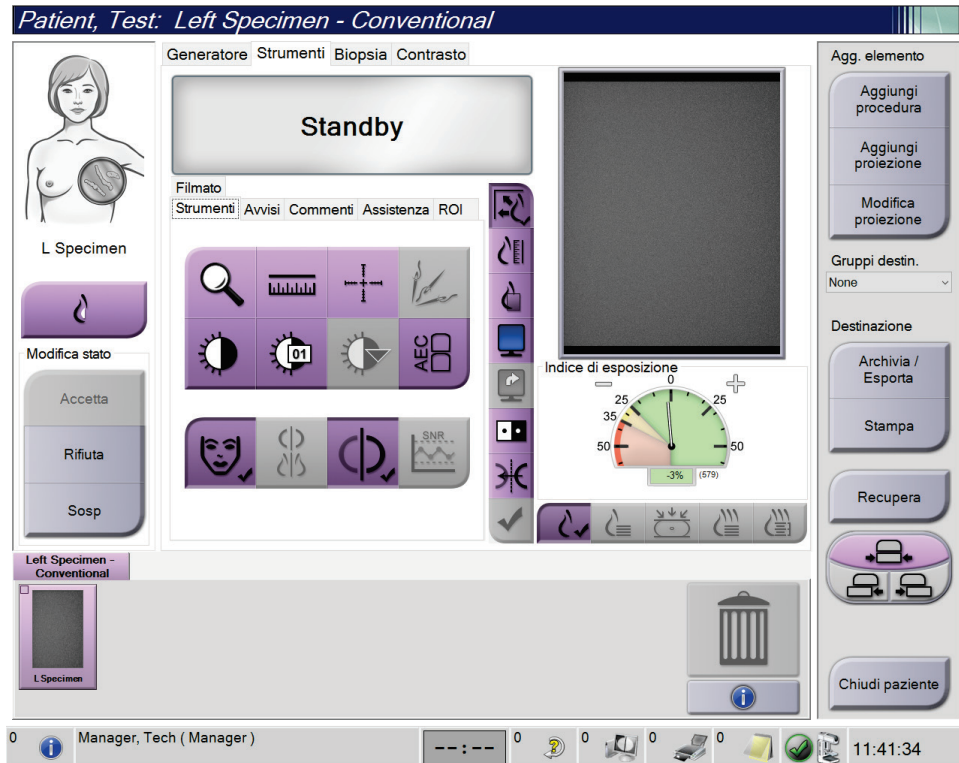 Patient, Test: Left Specimen - Conventional
L Specimen
Modifica stato
Accetta
Rifiuta
Sosp
Generatore Strumenti Biopsia Contrasto
Standby
Filmato
Strumenti Avvisi Commenti Assistenza ROI
01
AEC
SNR
Indice di esposizione
0
25 25
35
50 50
-3% (579)
Agg. elemento
Aggiungi
procedura
Aggiungi
proiezione
Modifica
proiezione
Gruppi destin.
None
Destinazione
Archivia /
Esporta
Stampa
Recupera
Chiudi paziente
Left Specimen -
Conventional
L Specimen
0 Manager, Tech ( Manager ) --:-- 0 0 0 0 11:41:34